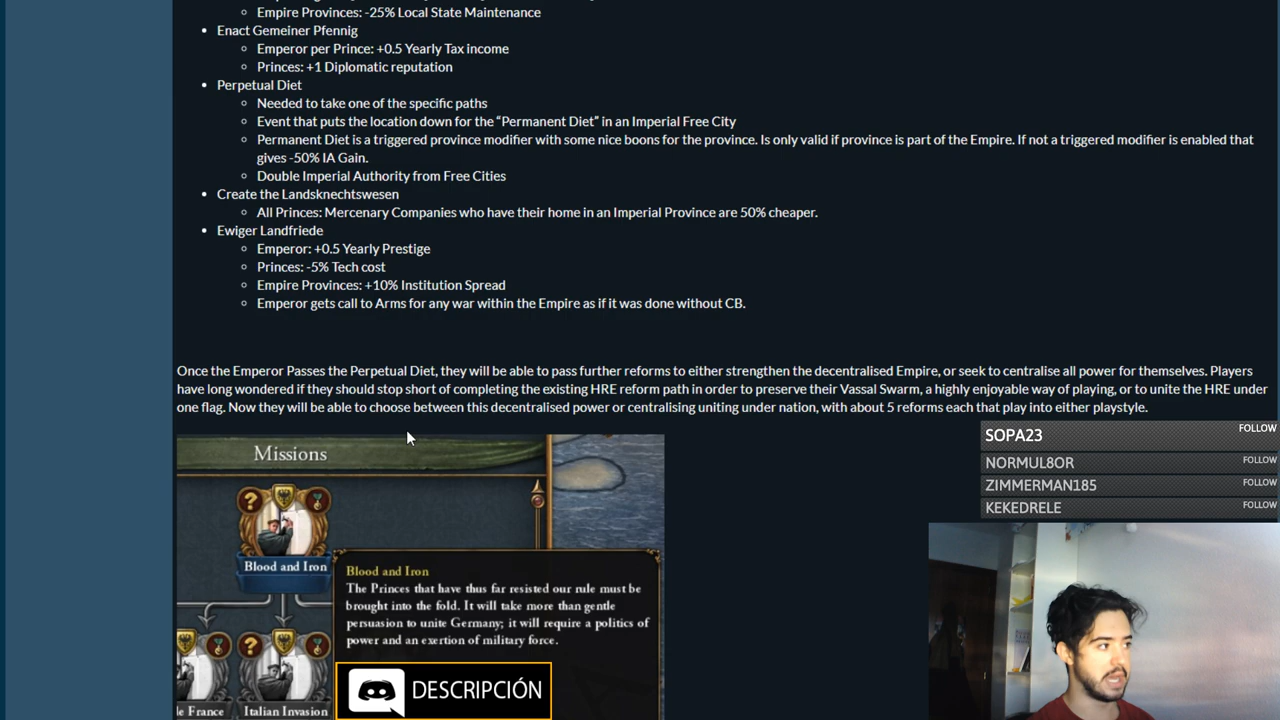 Empire Provinces: -25% Local State Maintenance
Enact Gemeiner Pfennig
Emperor per Prince: +0.5 Yearly Tax income
Princes: +1 Diplomatic reputation
Perpetual Diet
Needed to take one of the specific paths
Event that puts the location down for the “Permanent Diet” in an Imperial Free City
Permanent Diet is a triggered province modifier with some nice boons for the province. Is only valid if province is part of the Empire. If not a triggered modifier is enabled that
gives -50% IA Gain.
Double Imperial Authority from Free Cities
Create the Landsknechtswesen
All Princes: Mercenary Companies who have their home in an Imperial Province are 50% cheaper.
Ewiger Landfriede
Emperor: +0.5 Yearly Prestige
Princes: -5% Tech cost
Empire Provinces: +10% Institution Spread
Emperor gets call to Arms for any war within the Empire as if it was done without CB.
Once the Emperor Passes the Perpetual Diet, they will be able to pass further reforms to either strengthen the decentralised Empire, or seek to centralise all power for themselves. Players
have long wondered if they should stop short of completing the existing HRE reform path in order to preserve their Vassal Swarm, a highly enjoyable way of playing, or to unite the HRE under
one flag. Now they will be able to choose between this decentralised power or centralising uniting under nation, with about 5 reforms each that play into either playstyle.
Missions
Blood and Iron
Blood and Iron
The Princes that have thus far resisted our rule must be
brought into the fold. It will take more than gentle
persuasion to unite Germany; it will require a politics of
power and an exertion of military force.
le France
Italian Invasion
DESCRIPCIÓN
SOPA23 FOLLOW
NORMUL8OR FOLLOW
ZIMMERMAN185 FOLLOW
KEKEDRELE FOLLOW